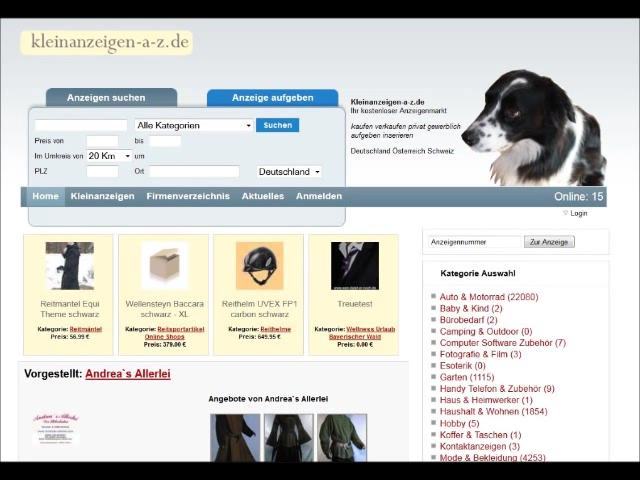 kleinanzeigen-a-z.de
Anzeigen suchen
Anzeige aufgeben
Alle Kategorien
Suchen
Preis von
bis
Im Umkreis von
20 Km
um
PLZ
Ort
Deutschland
Kleinanzeigen-a-z.de
Ihr kostenloser Anzeigenmarkt
kaufen verkaufen privat gewerblich
aufgeben inserieren
Deutschland Österreich Schweiz
Home
Kleinanzeigen
Firmenverzeichnis
Aktuelles
Anmelden
Online: 15
Login
Reitmantel Equi
Theme schwarz
Kategorie: Reitmäntel
Preis: 56.99 €
Wellensteyn Baccara
schwarz - XL
Kategorie: Reitsportartikel
Online Shops
Preis: 379.00 €
Reithelm UVEX FP1
carbon schwarz
Kategorie: Reithelme
Preis: 649.95 €
Treuetest
Kategorie: Wellness Urlaub
Bayerischer Wald
Preis: 0.00 €
Anzeigennummer
Zur Anzeige
Kategorie Auswahl
Auto & Motorrad (22080)
Baby & Kind (2)
Bürobedarf (2)
Camping & Outdoor (0)
Computer Software Zubehör (7)
Fotografie & Film (3)
Esoterik (0)
Garten (1115)
Handy Telefon & Zubehör (9)
Haus & Heimwerker (1)
Haushalt & Wohnen (1854)
Hobby (5)
Koffer & Taschen (1)
Kontaktanzeigen (3)
Mode & Bekleidung (4253)
Vorgestellt: Andrea`s Allerlei
Angebote von Andrea`s Allerlei
Andrea`s Allerlei